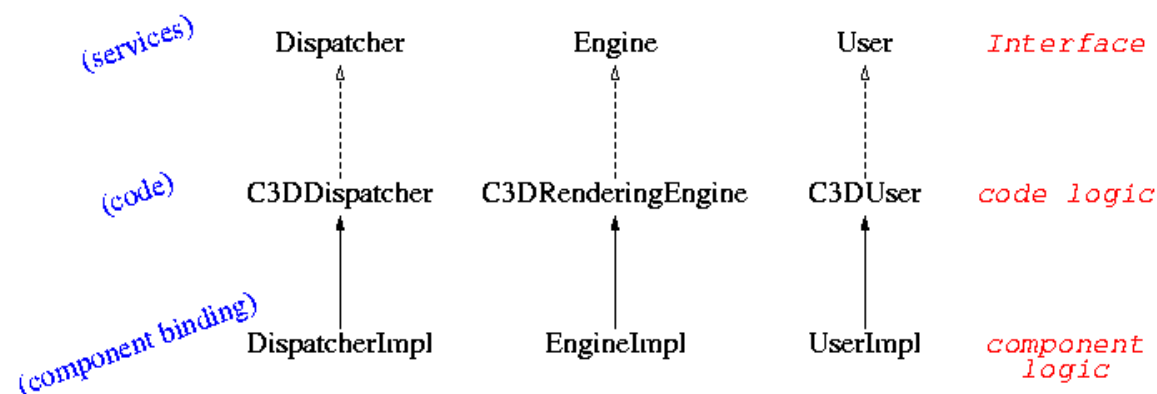 (services) Dispatcher Engine User Interface
(code) C3DDispatcher C3DRenderingEngine C3DUser code logic
(component binding) DispatcherImpl EngineImpl UserImpl component
logic